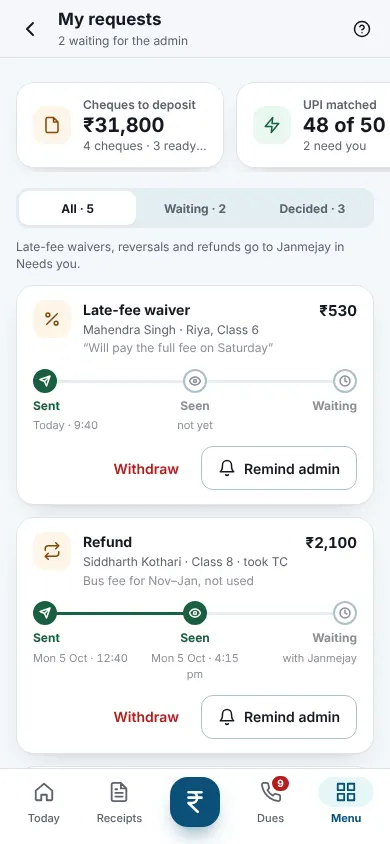 My requests
2 waiting for the admin
Cheques to deposit
₹31,800
4 cheques · 3 ready...
UPI matched
48 of 50
2 need you
All · 5
Waiting · 2
Decided · 3
Late-fee waivers, reversals and refunds go to Janmejay in
Needs you.
Late-fee waiver
₹530
Mahendra Singh · Riya, Class 6
“Will pay the full fee on Saturday”
Sent
Seen
Waiting
Today · 9:40
not yet
Withdraw
Remind admin
Refund
₹2,100
Siddharth Kothari · Class 8 · took TC
Bus fee for Nov–Jan, not used
Sent
Seen
Waiting
Mon 5 Oct · 12:40
Mon 5 Oct · 4:15
pm
with Janmejay
Withdraw
Remind admin
₹
9
Today
Receipts
Dues
Menu